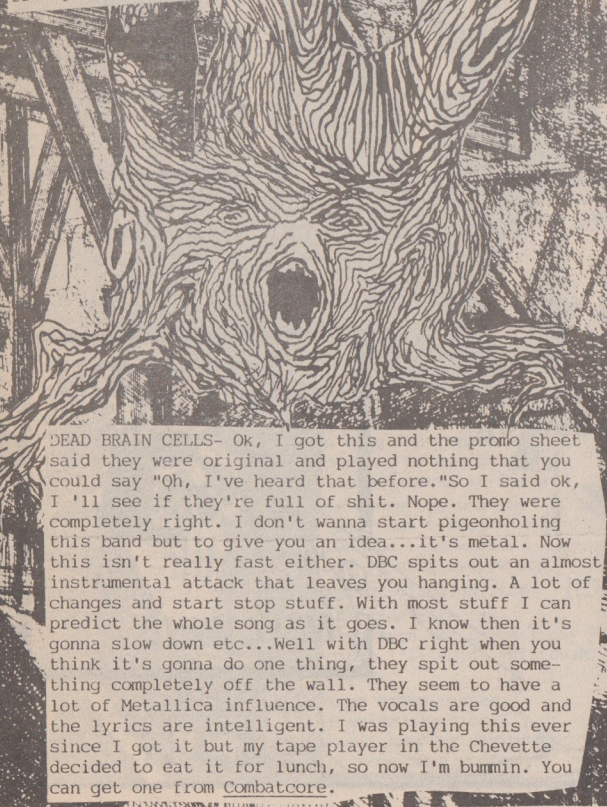 DEAD BRAIN CELLS- Ok, I got this and the promo sheet
said they were original and played nothing that you
could say "Qh, I've heard that before."So I said ok,
I 'll see if they're full of shit. Nope. They were
completely right. I don't wanna start pigeonholing
this band but to give you an idea...it's metal. Now
this isn't really fast either. DBC spits out an almost
instrumental attack that leaves you hanging. A lot of
changes and start stop stuff. With most stuff I can
predict the whole song as it goes. I know then it's
gonna slow down etc...Well with DBC right when you
think it's gonna do one thing, they spit out some-
thing completely off the wall. They seem to have a
lot of Metallica influence. The vocals are good and
the lyrics are intelligent. I was playing this ever
since I got it but my tape player in the Chevette
decided to eat it for lunch, so now I'm bummin. You
can get one from Combatcore.